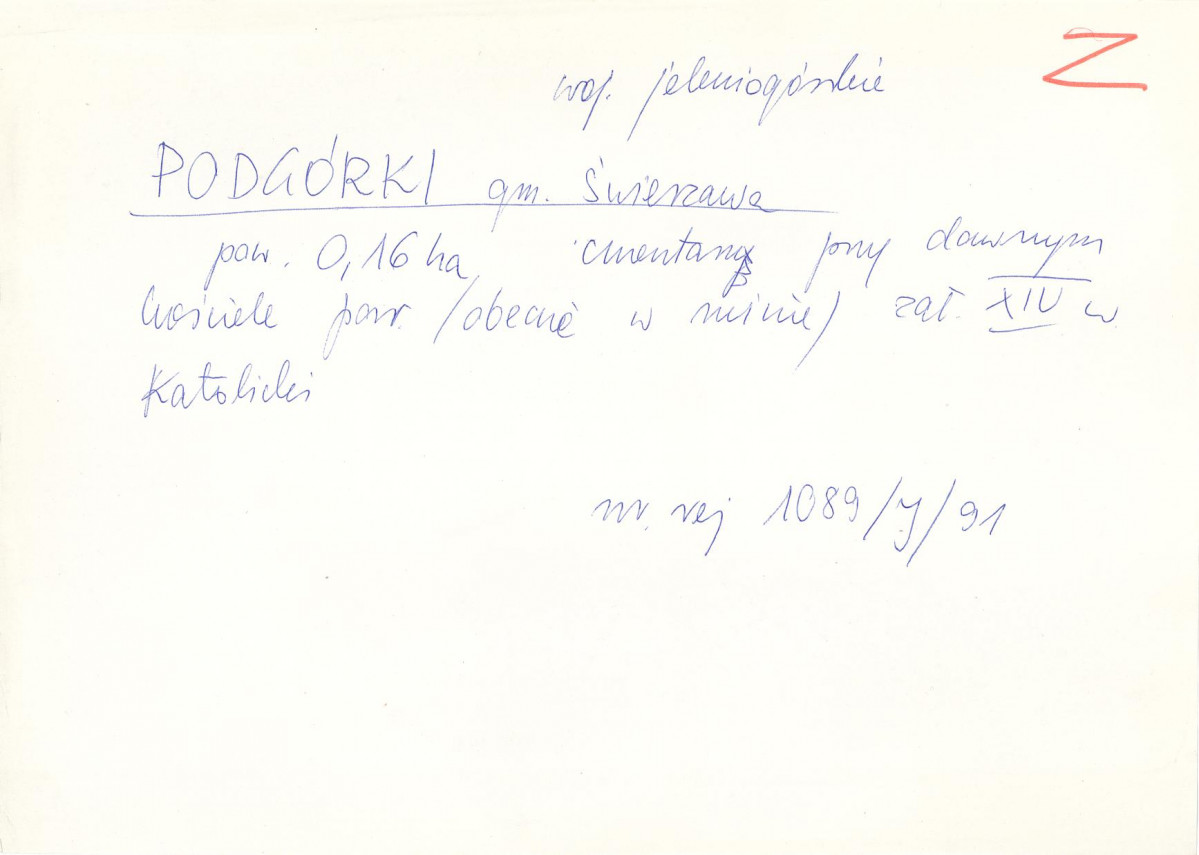 Z
woj. jeleniogórskie
PODGÓRKI gm. Świerzawa
pow. 0,16 ha cmentarz przy dawnym
kościele par. /obecnie w ruinie/ zał. XIV w.
Katolicki
nr. rej 1089/J/91